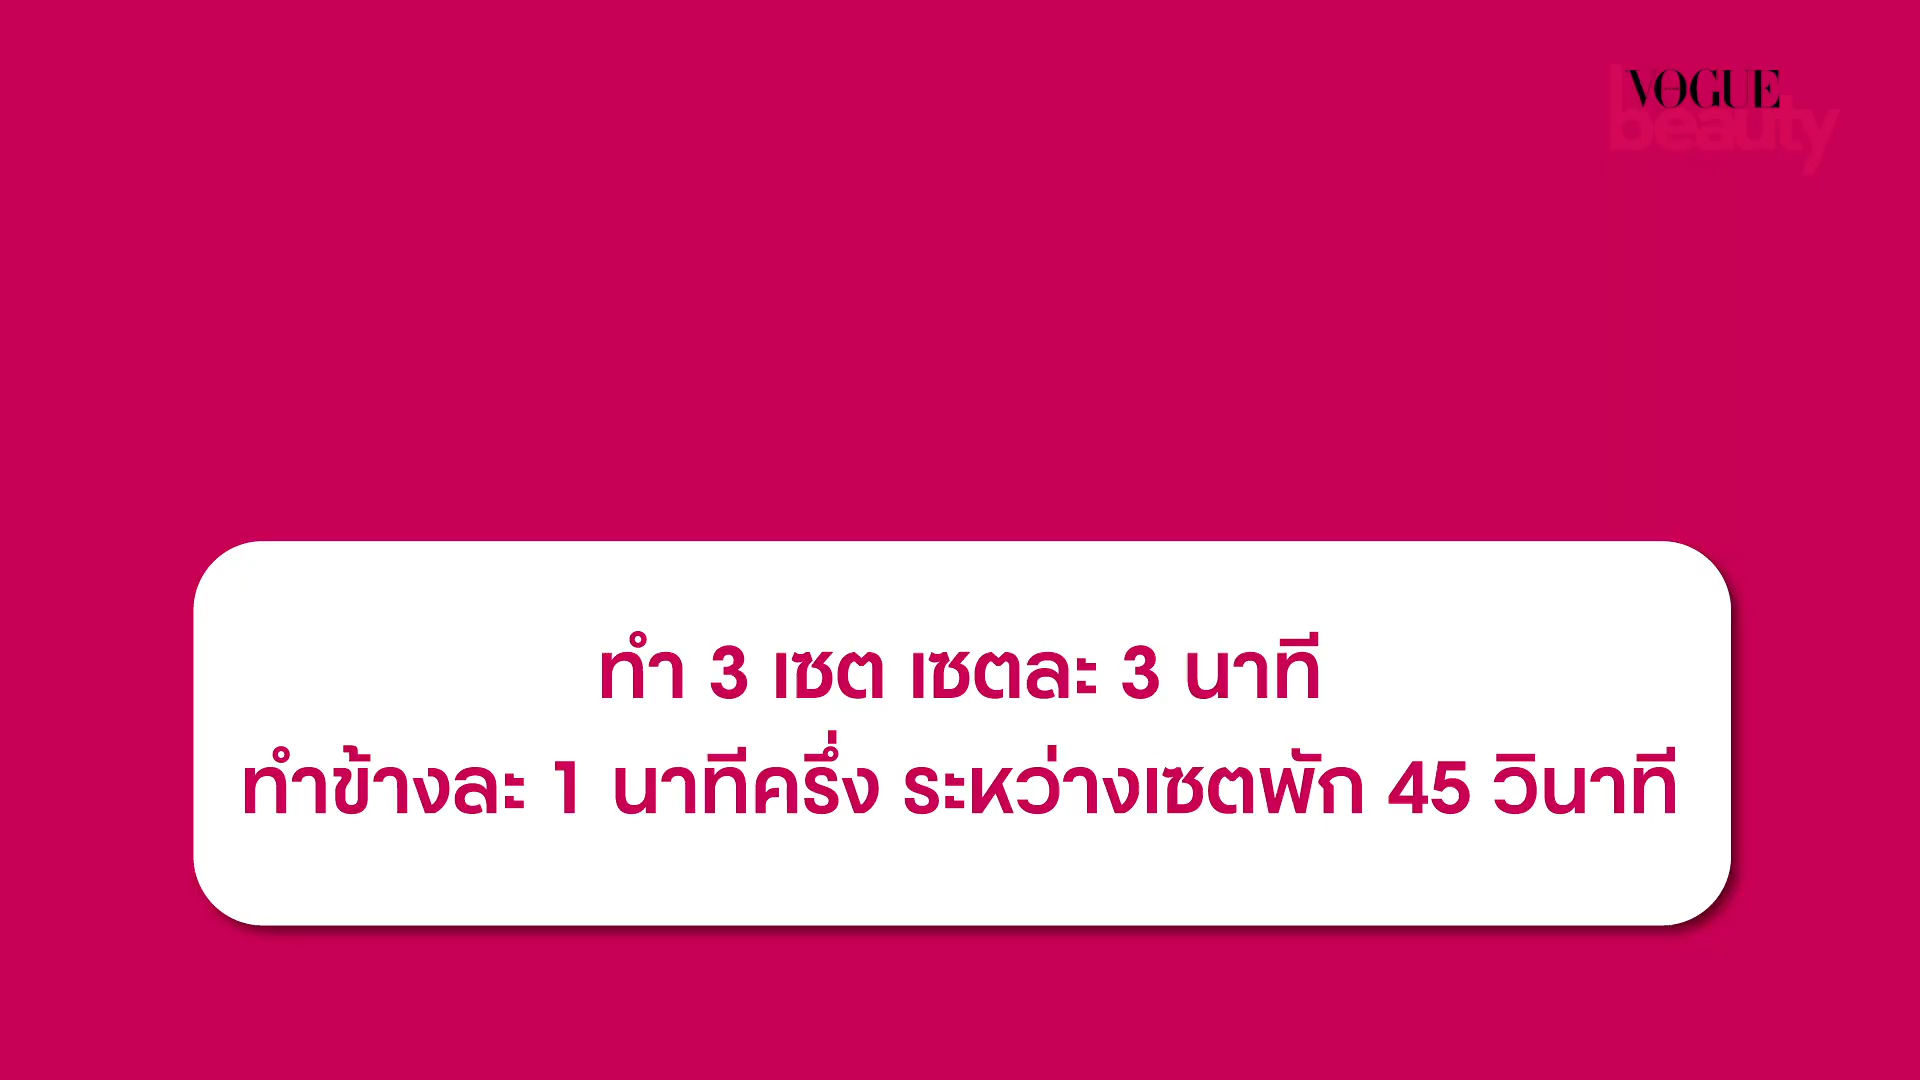 VOGUE
beauty
ทำ 3 เซต เซตละ 3 นาที
ทำข้างละ 1 นาทีครึ่ง ระหว่างเซตพัก 45 วินาที